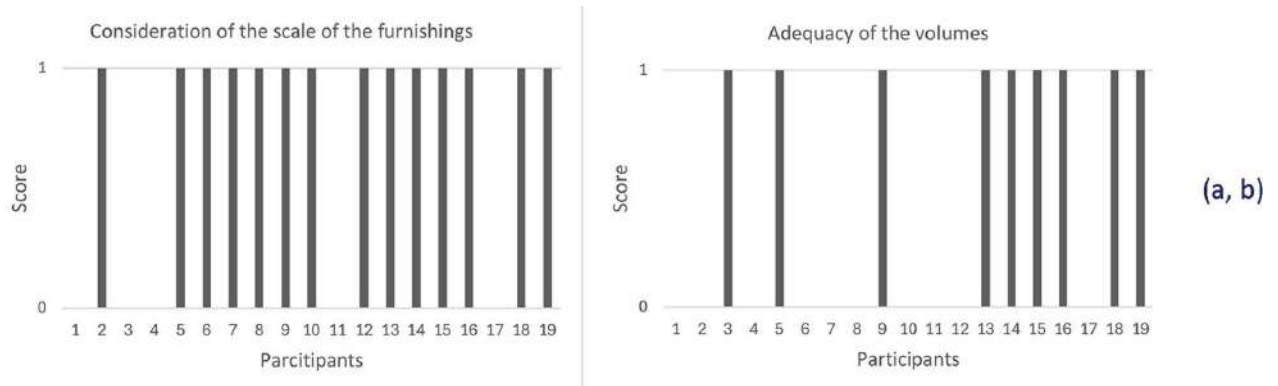 Consideration of the scale of the furnishings
1
Score
0
1 2 3 4 5 6 7 8 9 10 11 12 13 14 15 16 17 18 19
Parcitipants
Adequacy of the volumes
1
Score
0
1 2 3 4 5 6 7 8 9 10 11 12 13 14 15 16 17 18 19
Participants
(a, b)